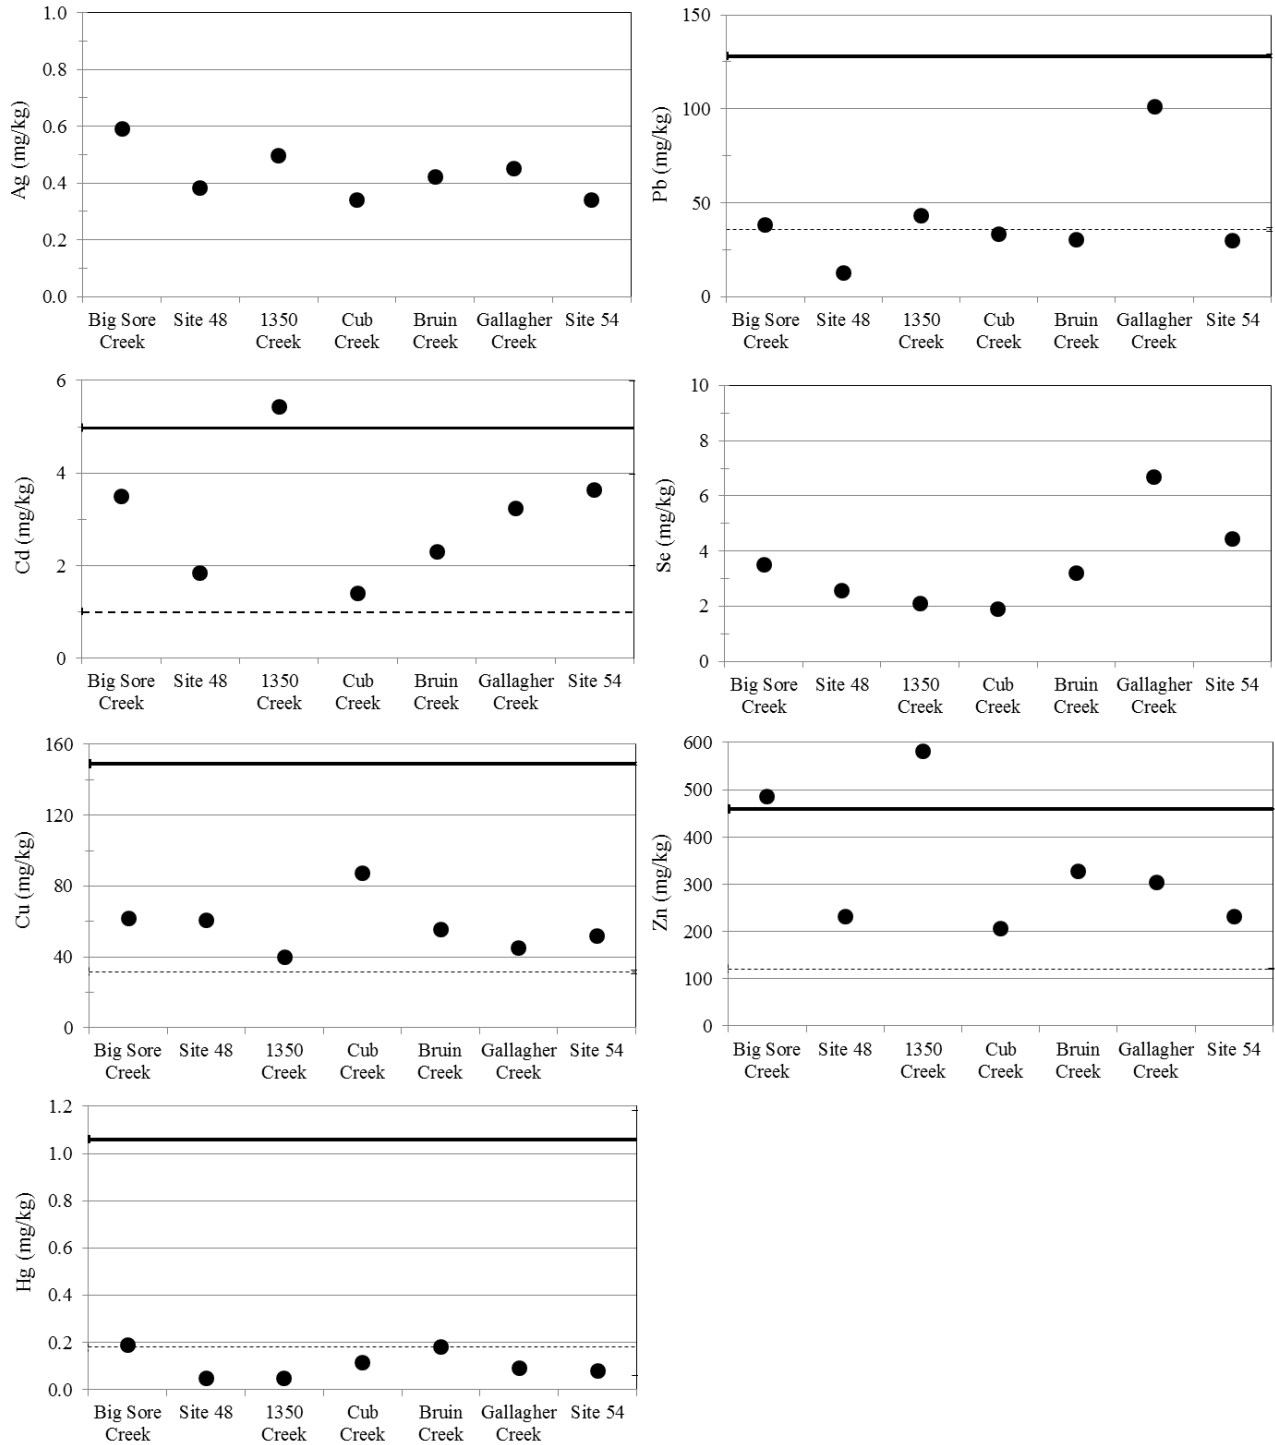 Ag (mg/kg)
1.0
0.8
0.6
0.4
0.2
0.0
Big Sore Site 48 1350 Cub Bruin Gallagher Site 54
Creek Creek Creek Creek Creek
Pb (mg/kg)
150
100
50
0
Big Sore Site 48 1350 Cub Bruin Gallagher Site 54
Creek Creek Creek Creek Creek
Cd (mg/kg)
6
4
2
0
Big Sore Site 48 1350 Cub Bruin Gallagher Site 54
Creek Creek Creek Creek Creek
Se (mg/kg)
10
8
6
4
2
0
Big Sore Site 48 1350 Cub Bruin Gallagher Site 54
Creek Creek Creek Creek Creek
Cu (mg/kg)
160
120
80
40
0
Big Sore Site 48 1350 Cub Bruin Gallagher Site 54
Creek Creek Creek Creek Creek
Zn (mg/kg)
600
500
400
300
200
100
0
Big Sore Site 48 1350 Cub Bruin Gallagher Site 54
Creek Creek Creek Creek Creek
Hg (mg/kg)
1.2
1.0
0.8
0.6
0.4
0.2
0.0
Big Sore Site 48 1350 Cub Bruin Gallagher Site 54
Creek Creek Creek Creek Creek